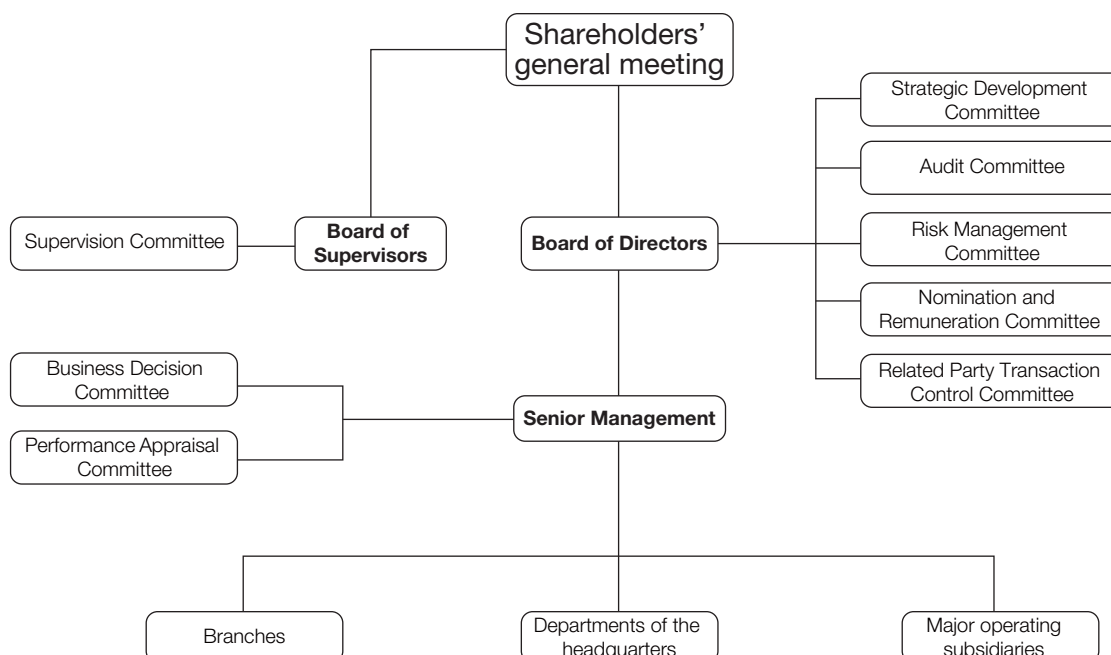 Shareholders’
general meeting
Strategic Development
Committee
Audit Committee
Supervision Committee
Board of
Supervisors
Board of Directors
Risk Management
Committee
Nomination and
Remuneration Committee
Business Decision
Committee
Related Party Transaction
Control Committee
Senior Management
Performance Appraisal
Committee
Branches
Departments of the
headquarters
Major operating
subsidiaries